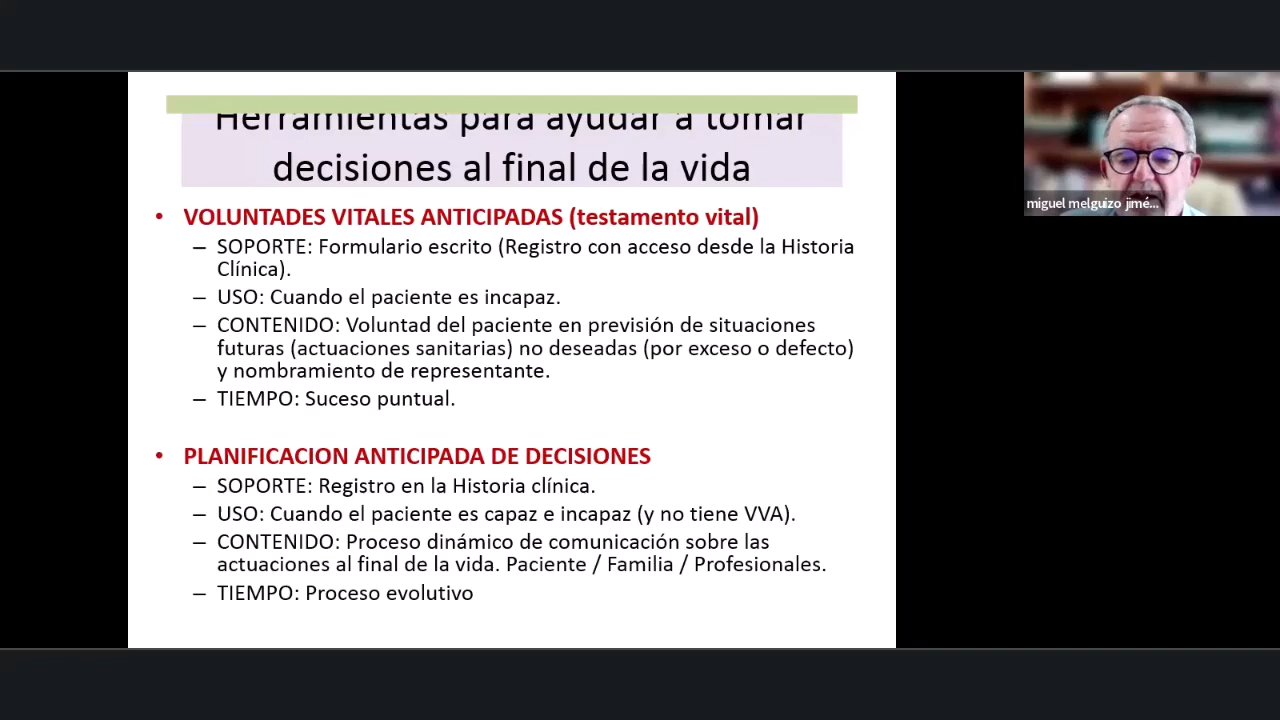 Herramientas para ayudar a tomar
decisiones al final de la vida
• VOLUNTADES VITALES ANTICIPADAS (testamento vital)
– SOPORTE: Formulario escrito (Registro con acceso desde la Historia
Clínica).
– USO: Cuando el paciente es incapaz.
– CONTENIDO: Voluntad del paciente en previsión de situaciones
futuras (actuaciones sanitarias) no deseadas (por exceso o defecto)
y nombramiento de representante.
– TIEMPO: Suceso puntual.
• PLANIFICACION ANTICIPADA DE DECISIONES
– SOPORTE: Registro en la Historia clínica.
– USO: Cuando el paciente es capaz e incapaz (y no tiene VVA).
– CONTENIDO: Proceso dinámico de comunicación sobre las
actuaciones al final de la vida. Paciente / Familia / Profesionales.
– TIEMPO: Proceso evolutivo
miguel melguizo jimé...